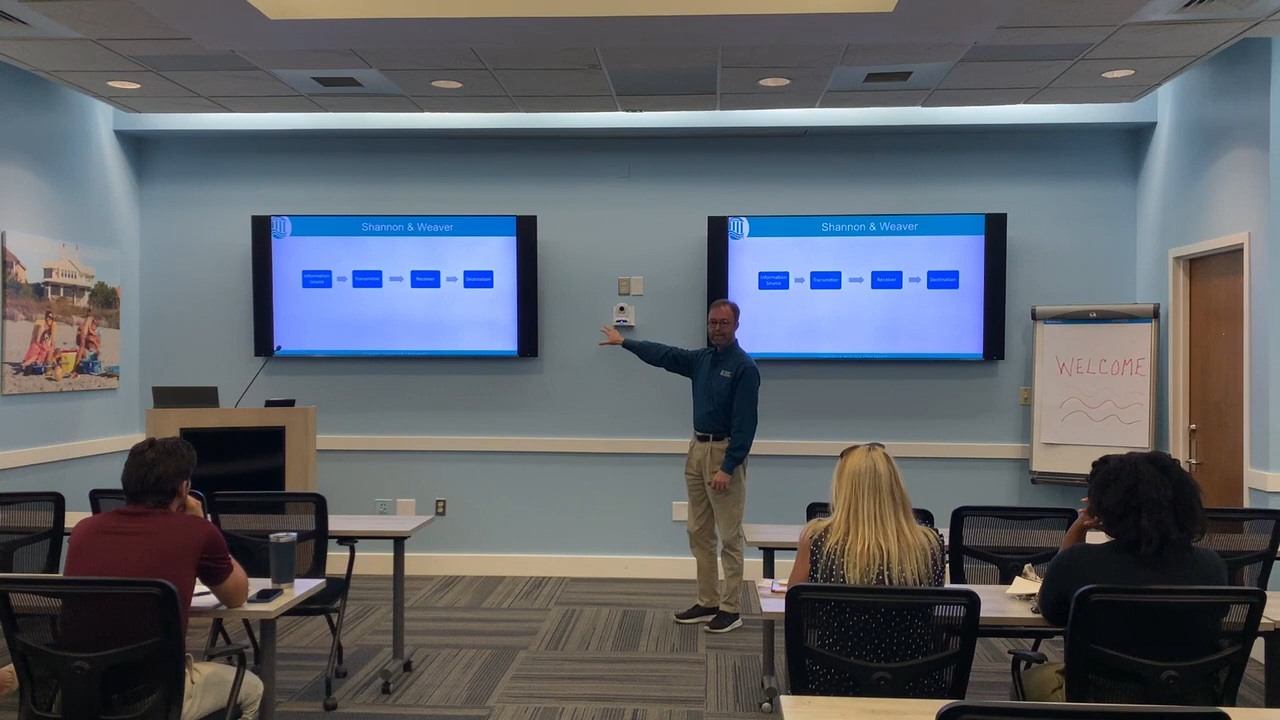 Shannon & Weaver
Information
Source
Transmitter
Receiver
Destination
Shannon & Weaver
Information
Source
Transmitter
Receiver
Destination
WELCOME